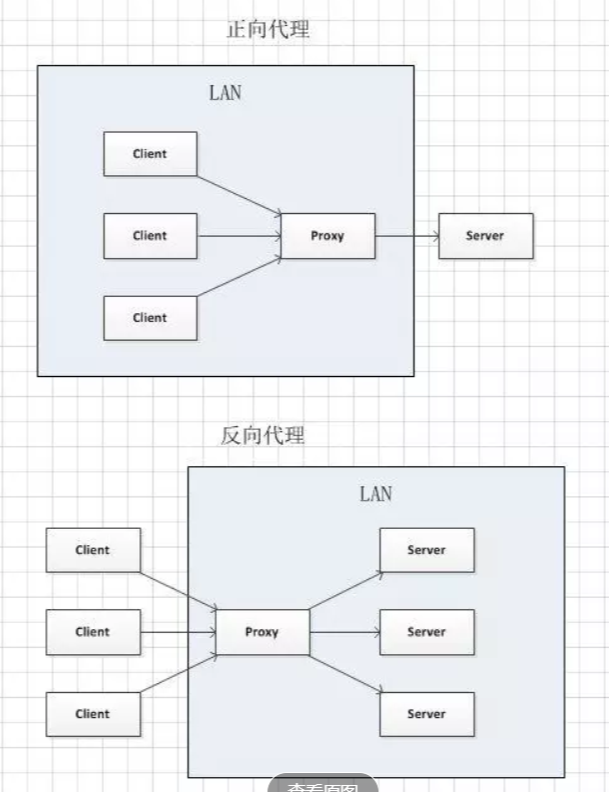 正向代理
LAN
Client
Client
Proxy
Server
Client
反向代理
LAN
Client
Server
Client
Proxy
Server
Client
Server
查看原图